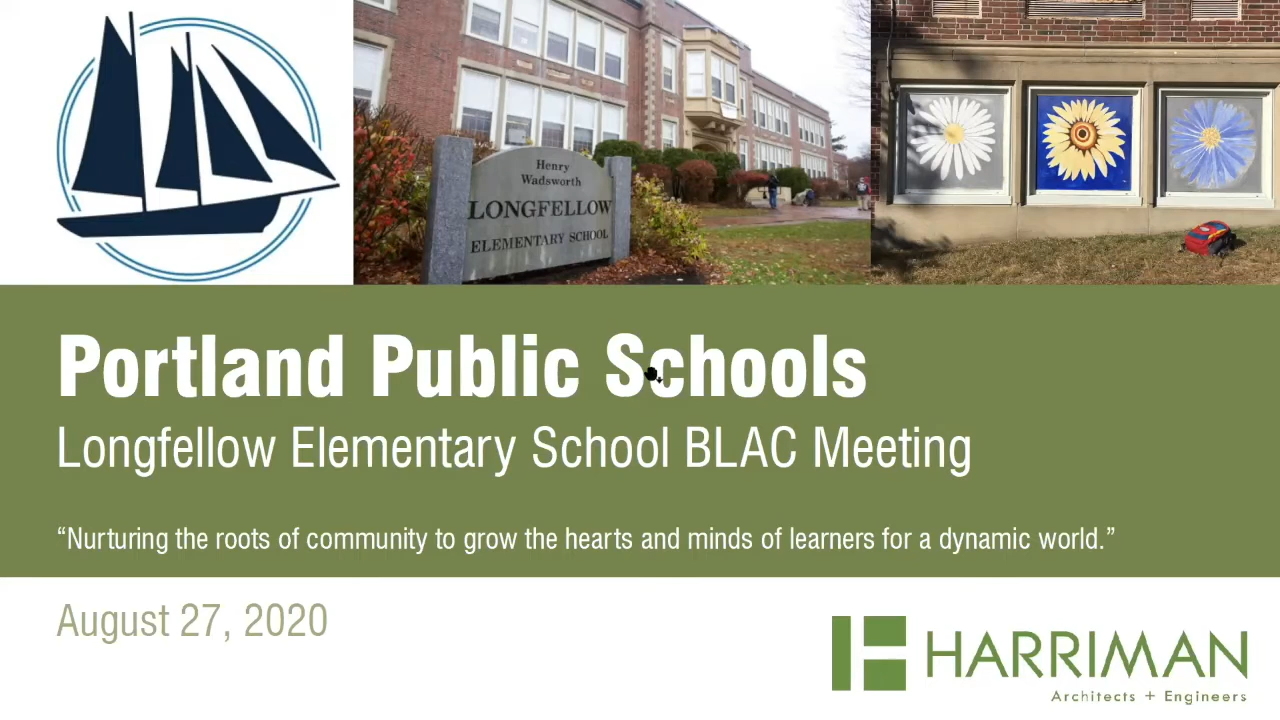 Henry
Wadsworth
LONGFELLOW
ELEMENTARY SCHOOL
Portland Public Schools
Longfellow Elementary School BLAC Meeting
“Nurturing the roots of community to grow the hearts and minds of learners for a dynamic world.”
August 27, 2020
HARRIMAN
Architects + Engineers